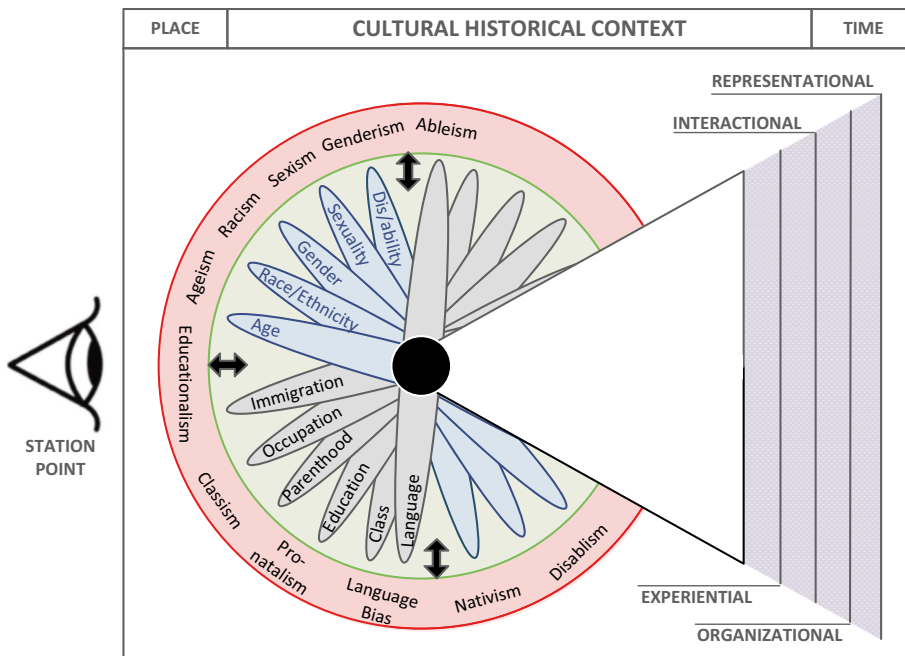 PLACE
CULTURAL HISTORICAL CONTEXT
TIME
REPRESENTATIONAL
INTERACTIONAL
Ableism
Genderism
Sexism
Racism
Ageism
Educationalism
Classism
Pro-
natalism
Language
Bias
Nativism
Disablism
Dis/ability
Sexuality
Gender
Race/Ethnicity
Age
Immigration
Occupation
Parenthood
Education
Class
Language
STATION
POINT
EXPERIENTIAL
ORGANIZATIONAL